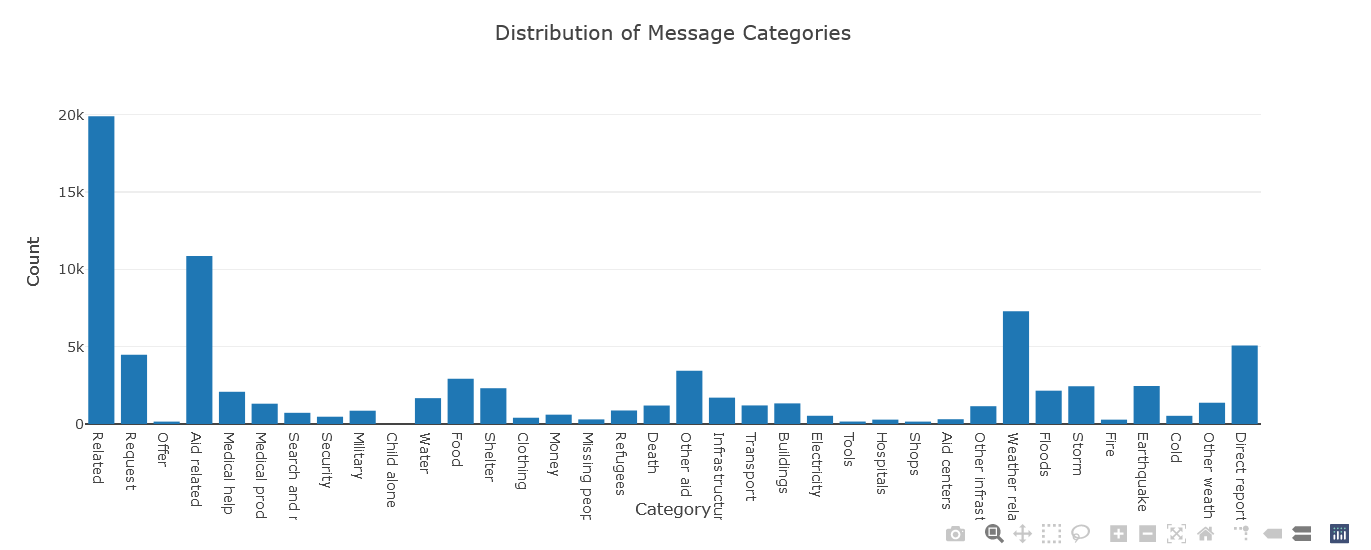 Distribution of Message Categories
20k
15k
10k
5k
0
Count
Related
Request
Offer
Aid related
Medical help
Medical prod
Search and r
Security
Military
Child alone
Water
Food
Shelter
Clothing
Money
Missing peop
Refugees
Death
Other aid
Infrastructur
Transport
Buildings
Electricity
Tools
Hospitals
Shops
Aid centers
Other infrast
Weather rela
Floods
Storm
Fire
Earthquake
Cold
Other weath
Direct report
Category